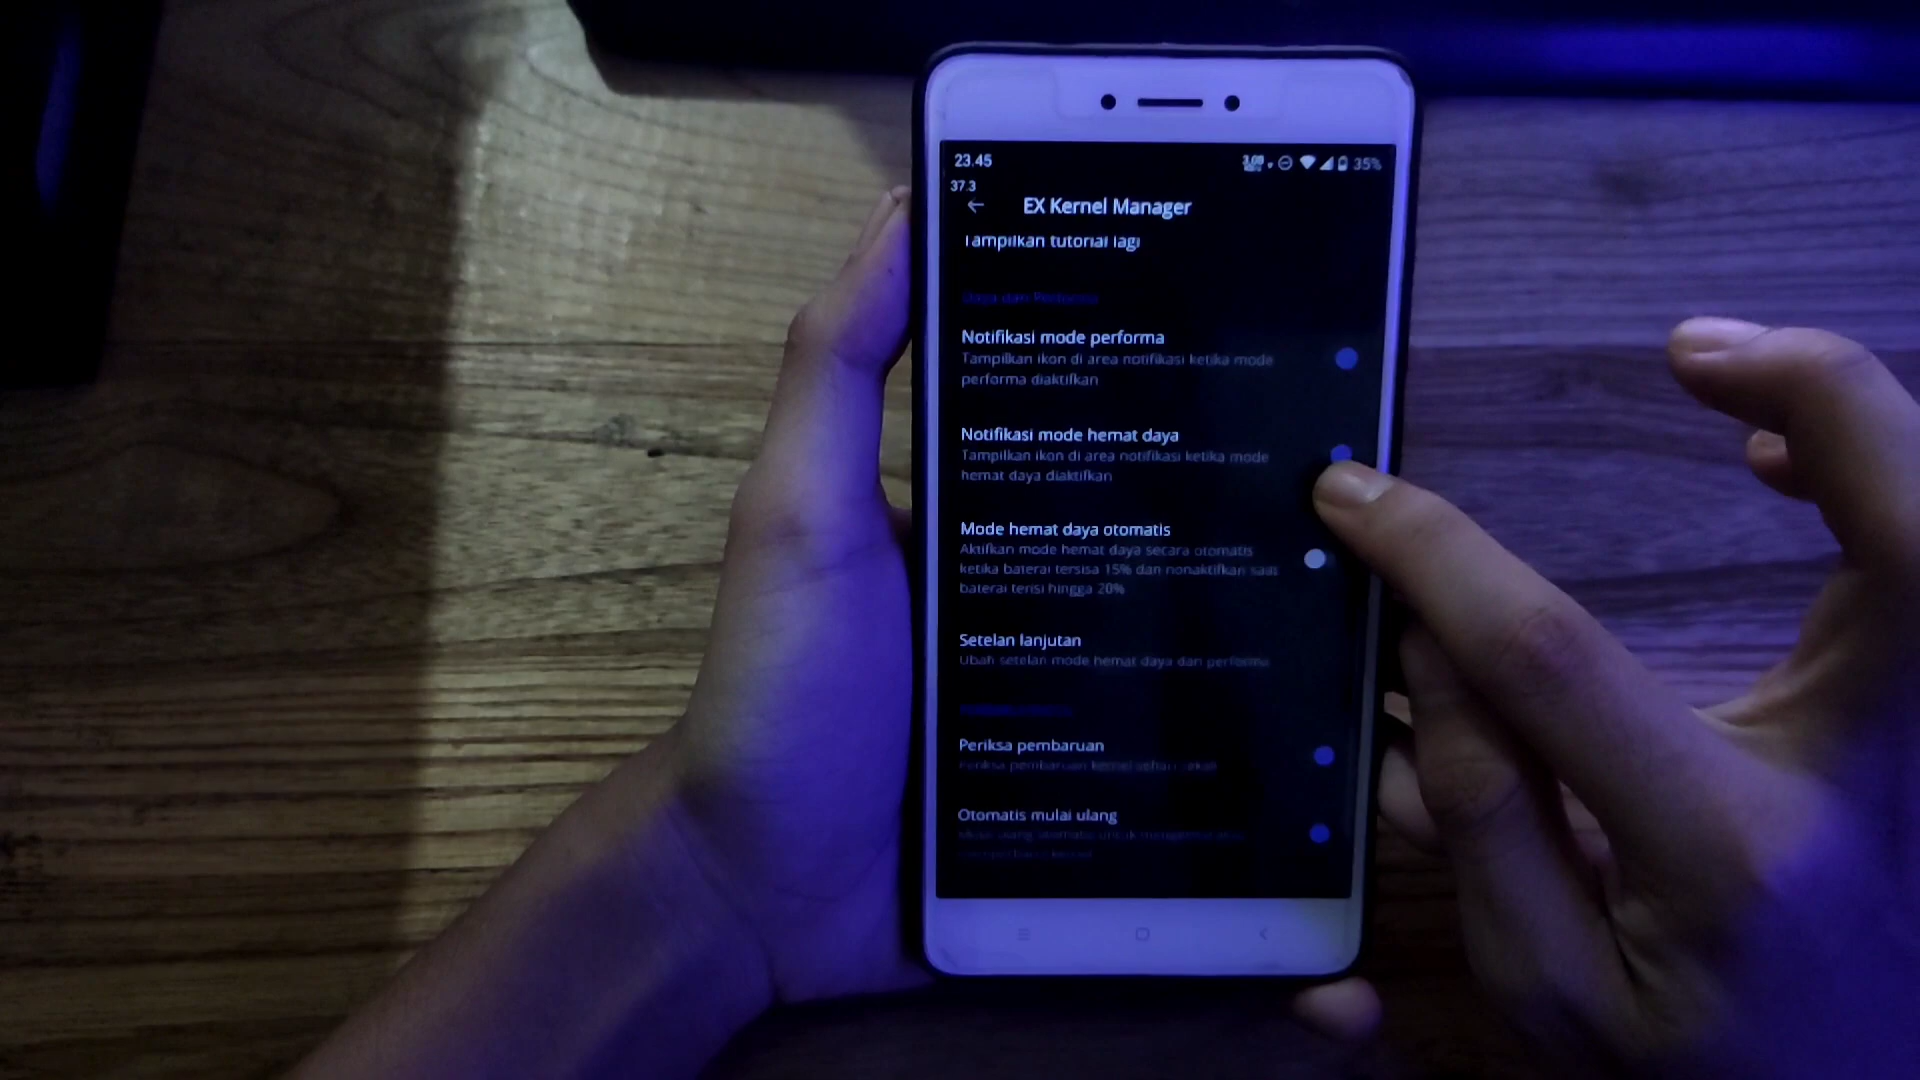 23.45
35%
37.3
EX Kernel Manager
Tampilkan tutorial lagi
Daya dan Performa
Notifikasi mode performa
Tampilkan ikon di area notifikasi ketika mode
performa diaktifkan
Notifikasi mode hemat daya
Tampilkan ikon di area notifikasi ketika mode
hemat daya diaktifkan
Mode hemat daya otomatis
Aktifkan mode hemat daya secara otomatis
ketika baterai tersisa 15% dan nonaktifkan saat
baterai terisi hingga 20%
Setelan lanjutan
Ubah setelan mode hemat daya dan performa
Periksa pembaruan
Periksa pembaruan kernel sehari sekali
Otomatis mulai ulang